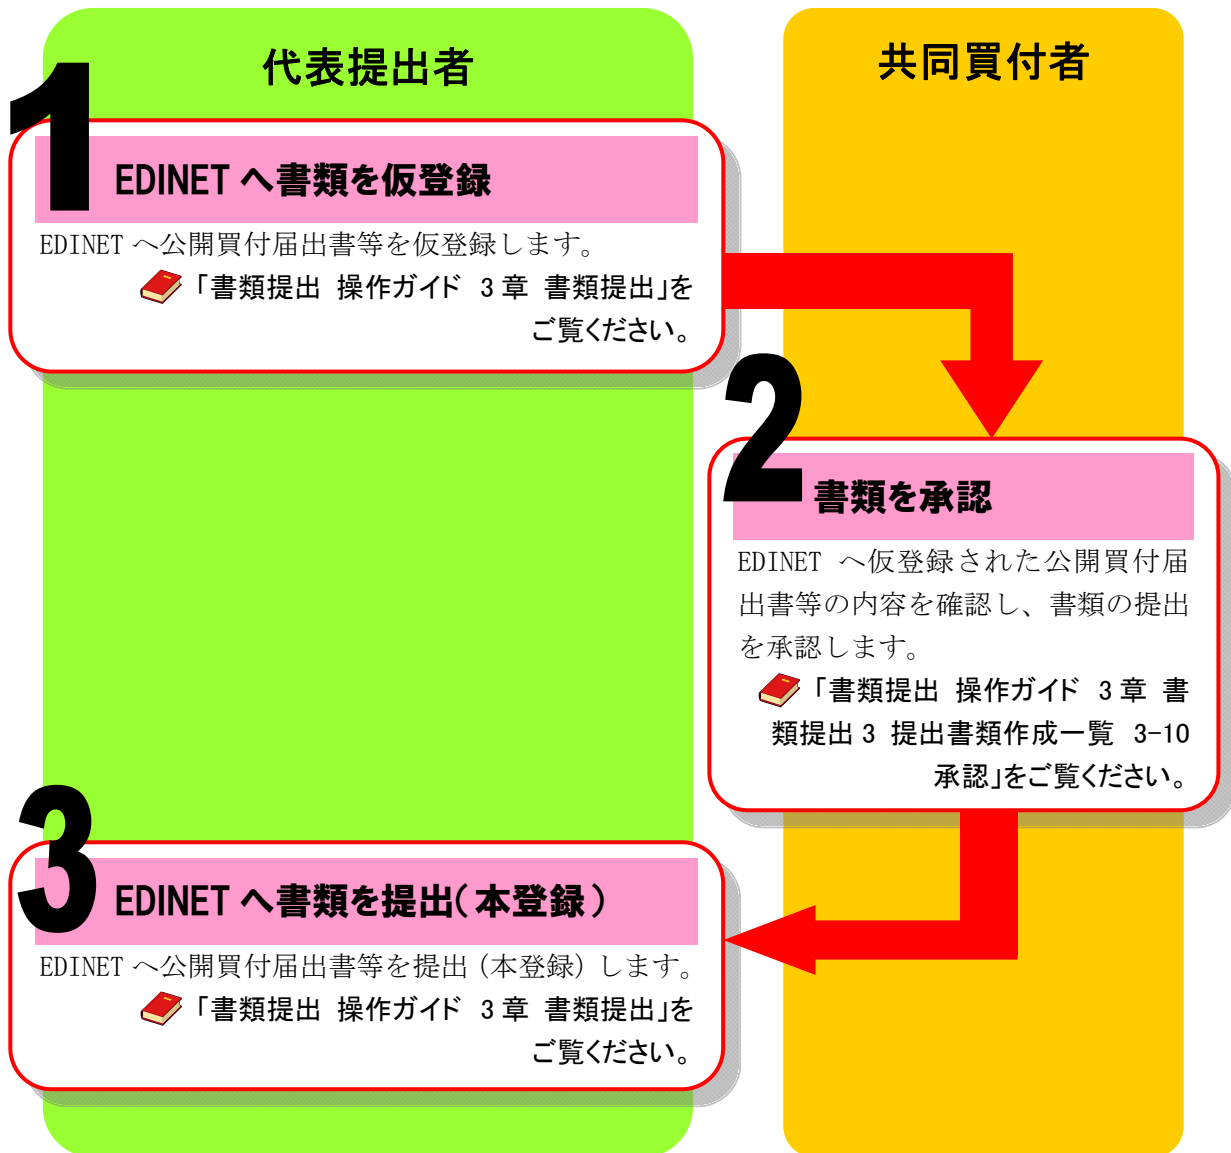 代表提出者
共同買付者
1
EDINET へ書類を仮登録
EDINET へ公開買付届出書等を仮登録します。
「書類提出 操作ガイド 3 章 書類提出」を
ご覧ください。
2
書類を承認
EDINET へ仮登録された公開買付届
出書等の内容を確認し、書類の提出
を承認します。
「書類提出 操作ガイド 3 章 書
類提出 3 提出書類作成一覧 3-10
承認」をご覧ください。
3
EDINET へ書類を提出(本登録)
EDINET へ公開買付届出書等を提出(本登録)します。
「書類提出 操作ガイド 3 章 書類提出」を
ご覧ください。